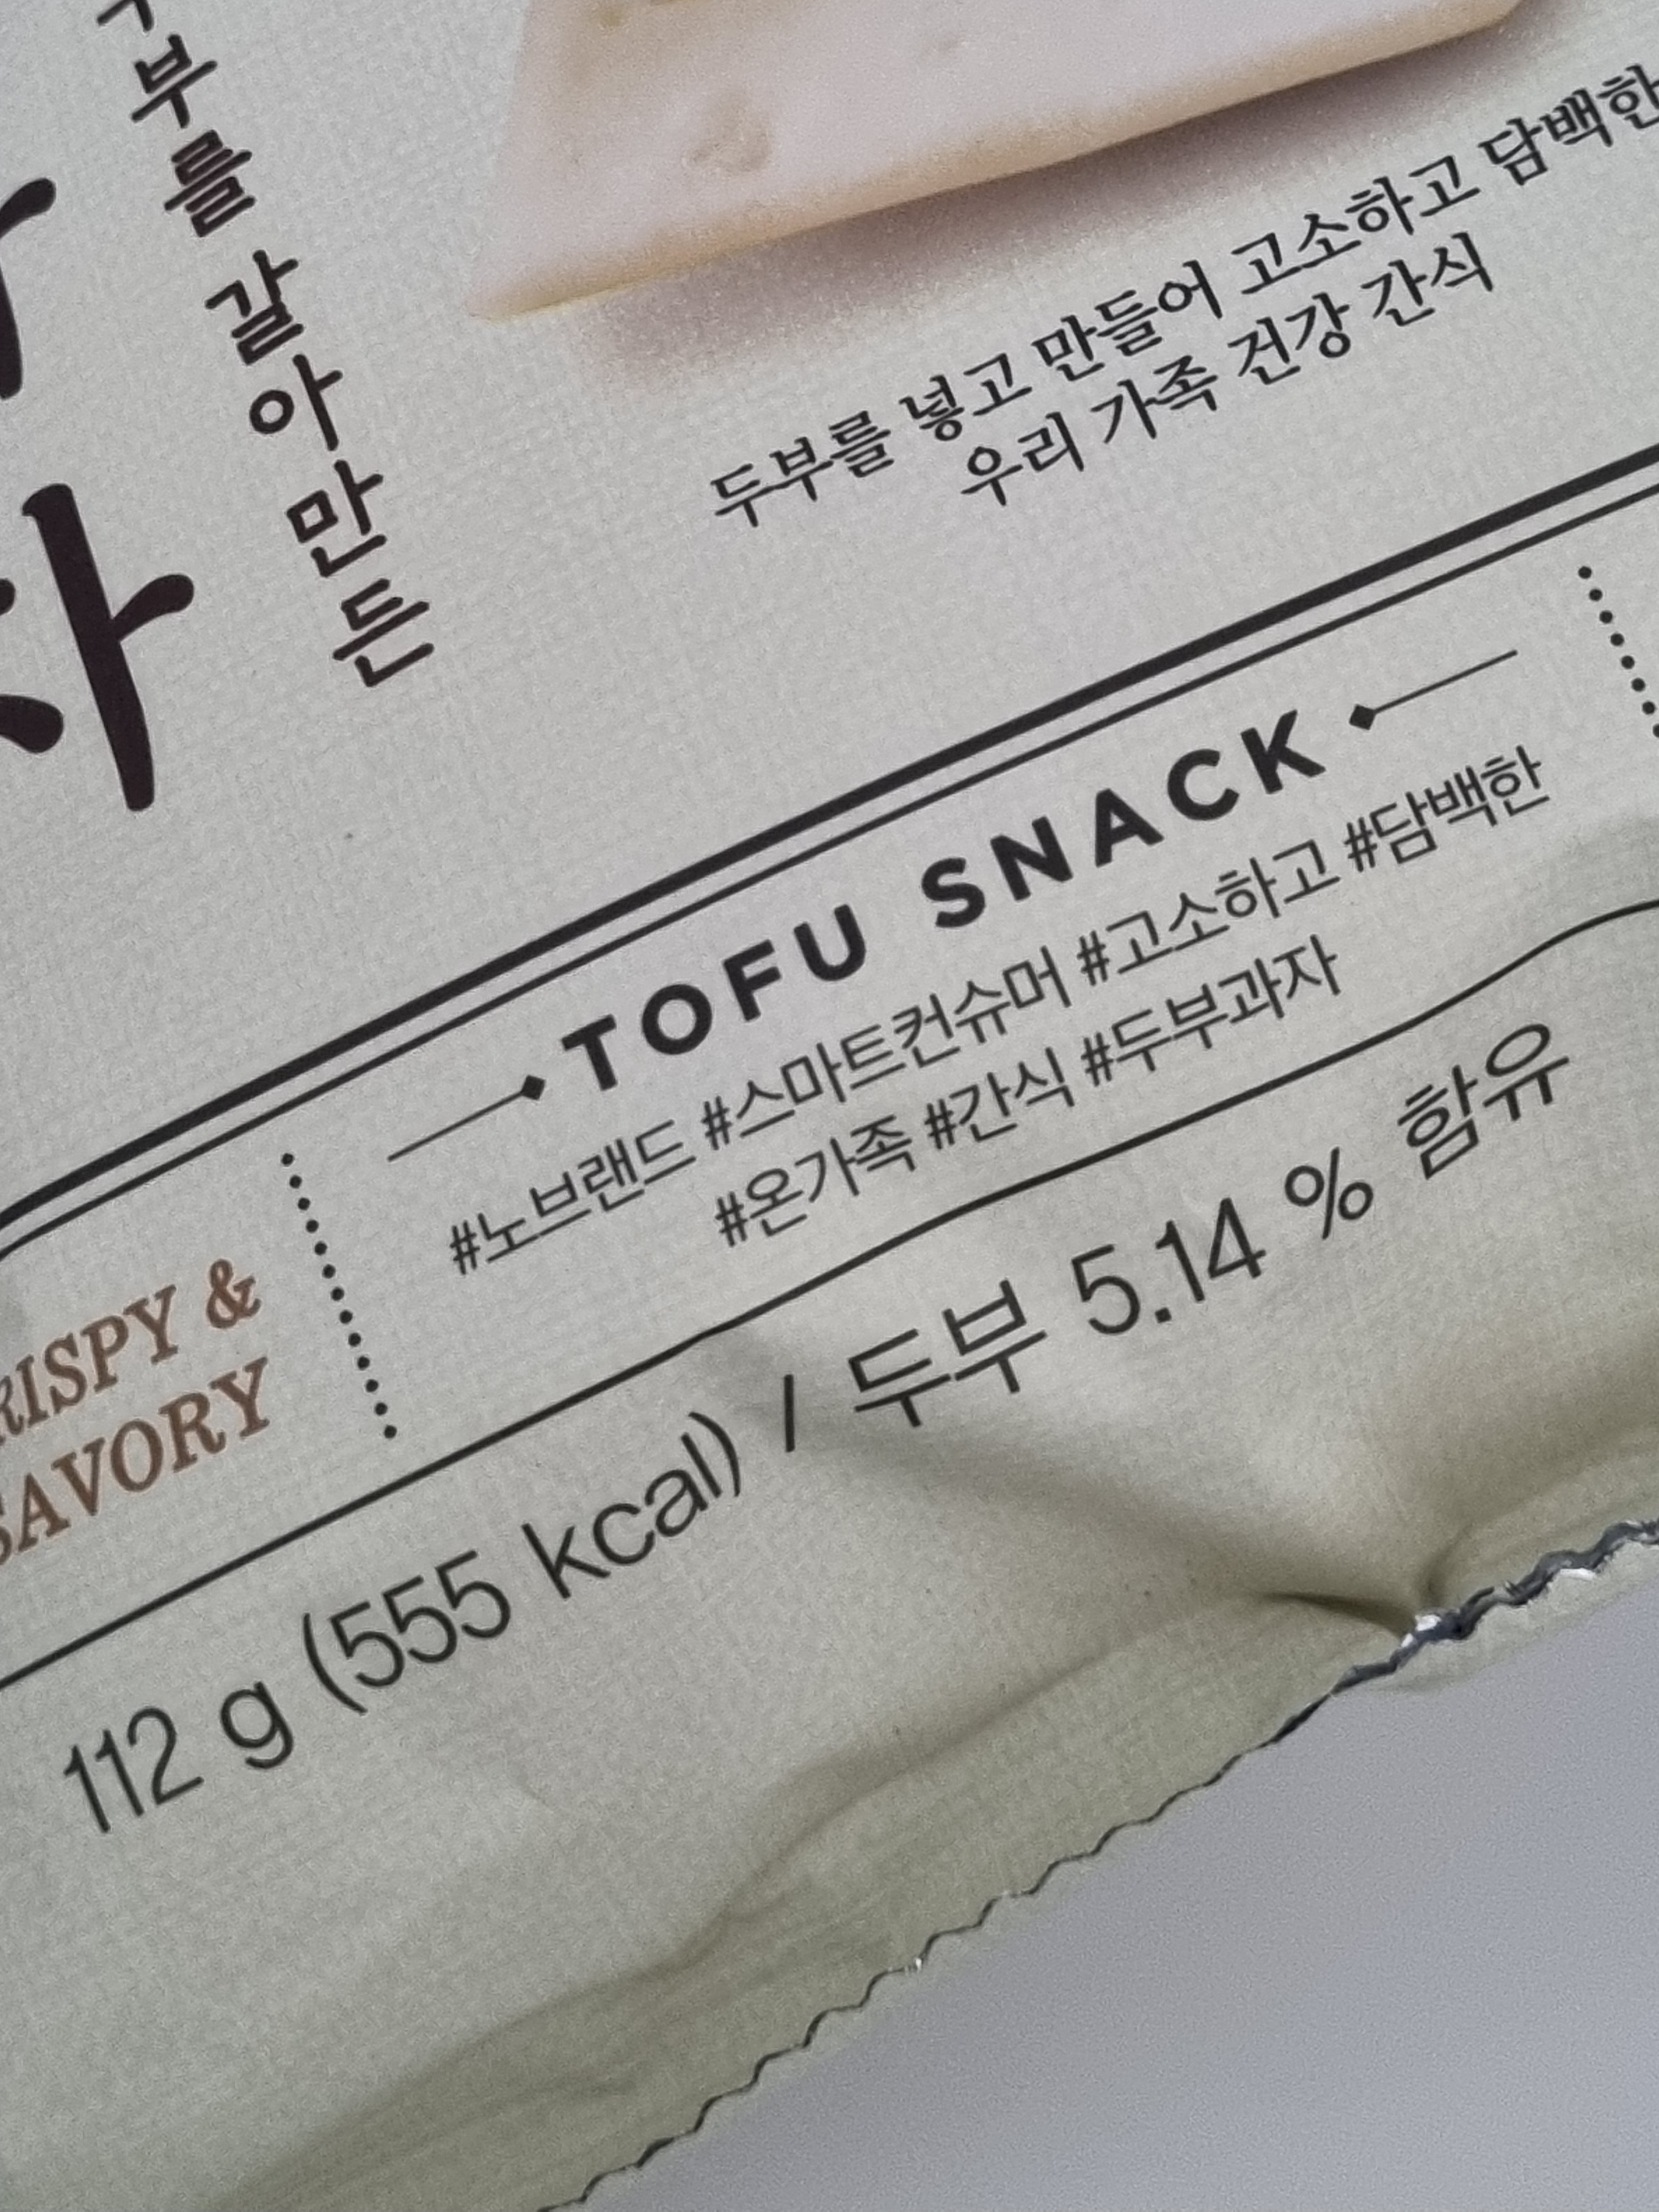 부를 갈아 만든
두부를 넣고 만들어 고소하고 담백한
우리 가족 건강 간식
TOFU SNACK
#노브랜드 #스마트컨슈머 #고소하고 #담백한
#온가족 #간식 #두부과자
RISPY &
SAVORY
112 g (555 kcal) / 두부 5.14 % 함유